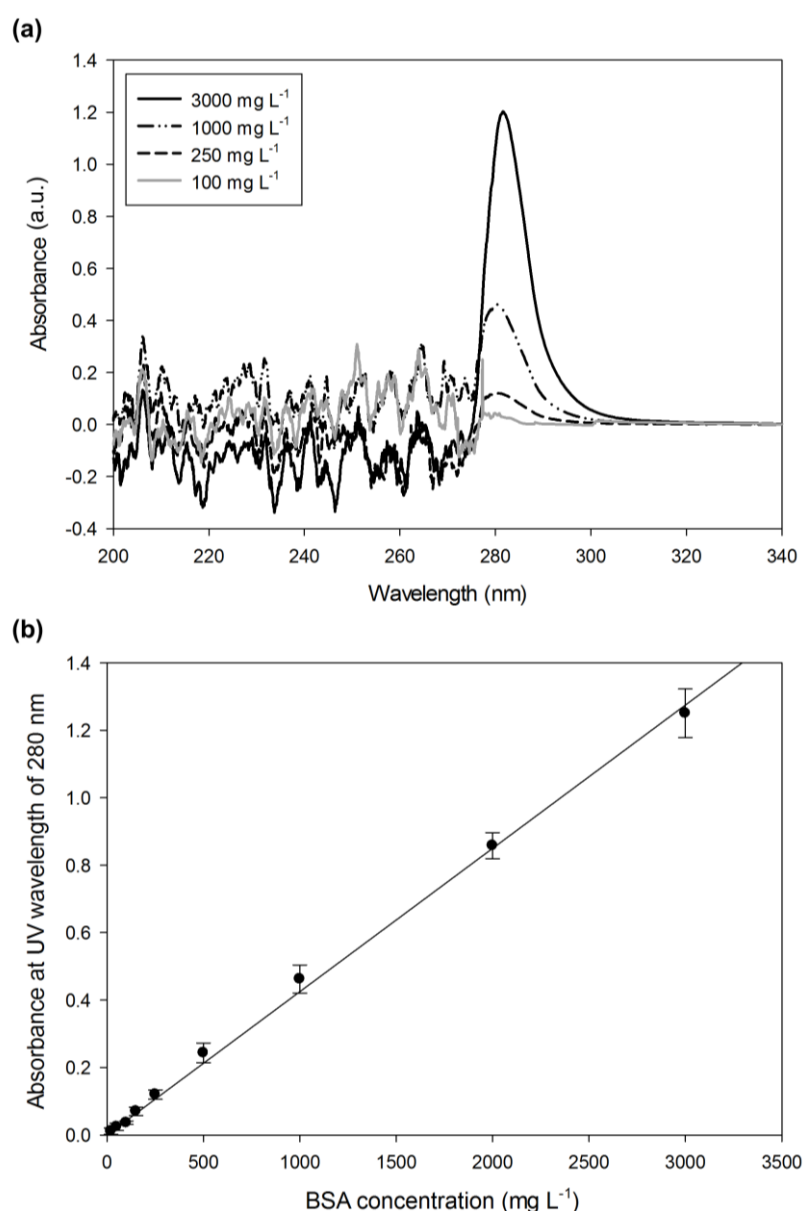 (a)
1.4
1.2
1.0
0.8
0.6
0.4
0.2
0.0
-0.2
-0.4
Absorbance (a.u.)
3000 mg L⁻¹
1000 mg L⁻¹
250 mg L⁻¹
100 mg L⁻¹
200 220 240 260 280 300 320 340
Wavelength (nm)
(b)
1.4
1.2
1.0
0.8
0.6
0.4
0.2
0.0
Absorbance at UV wavelength of 280 nm
0 500 1000 1500 2000 2500 3000 3500
BSA concentration (mg L⁻¹)